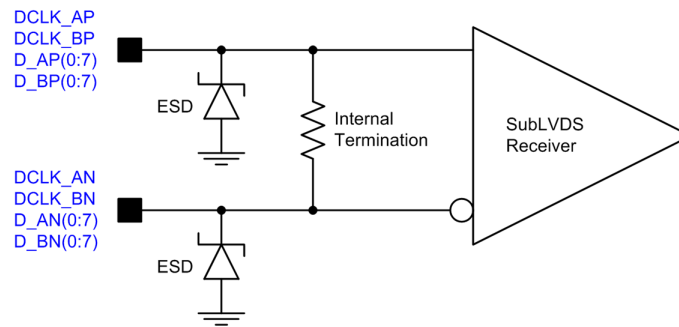 DCLK_AP
DCLK_BP
D_AP(0:7)
D_BP(0:7)
ESD
Internal
Termination
SubLVDS
Receiver
DCLK_AN
DCLK_BN
D_AN(0:7)
D_BN(0:7)
ESD